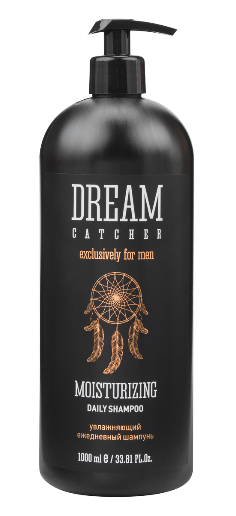 DREAM
CATCHER
exclusively for men
MOISTURIZING
DAILY SHAMPOO
увлажняющий
ежедневный шампунь
1000 ml e / 33.81 FL.Oz.